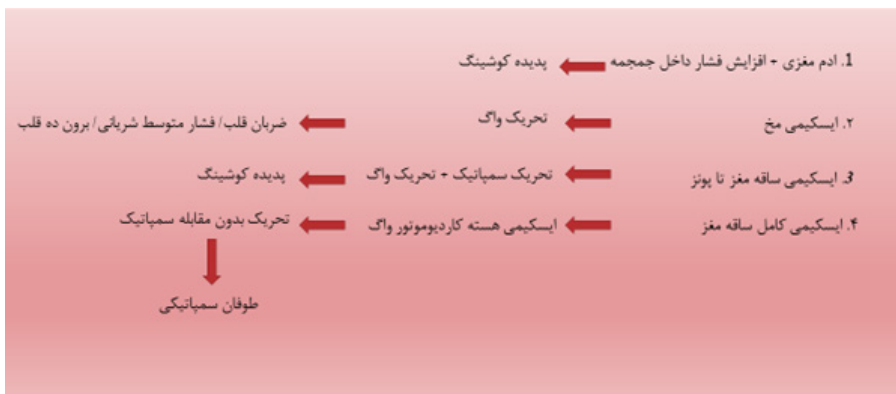 1. ادم مغزی + افزایش فشار داخل جمجمه پدیده کوشینگ
۲. ایسکیمی مخ تحریک واگ ضربان قلب/ فشار متوسط شریانی/ برون ده قلب
3. ایسکیمی ساقه مغز تا پونز تحریک سمپاتیک + تحریک واگ پدیده کوشینگ
۴. ایسکیمی کامل ساقه مغز ایسکیمی هسته کاردیوموتور واگ تحریک بدون مقابله سمپاتیک
طوفان سمپاتیکی